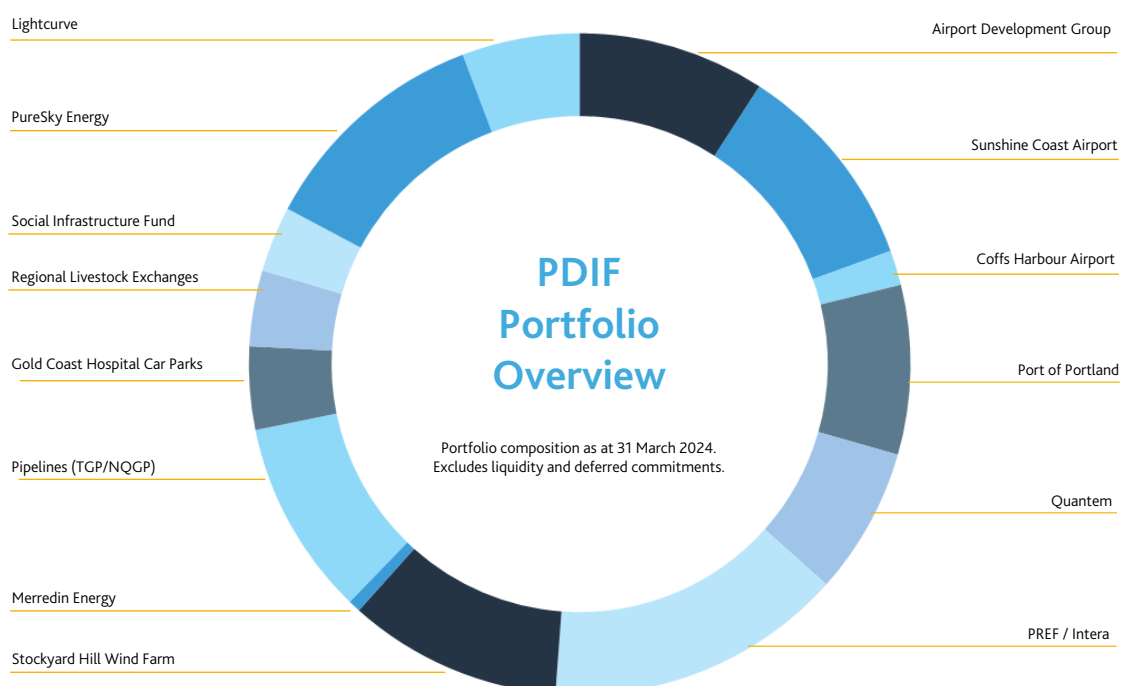 Lightcurve
Airport Development Group
PureSky Energy
Sunshine Coast Airport
Social Infrastructure Fund
Coffs Harbour Airport
Regional Livestock Exchanges
PDIF
Portfolio
Overview
Gold Coast Hospital Car Parks
Port of Portland
Portfolio composition as at 31 March 2024.
Excludes liquidity and deferred commitments.
Pipelines (TGP/NQGP)
Quantem
Merredin Energy
PREF / Intera
Stockyard Hill Wind Farm